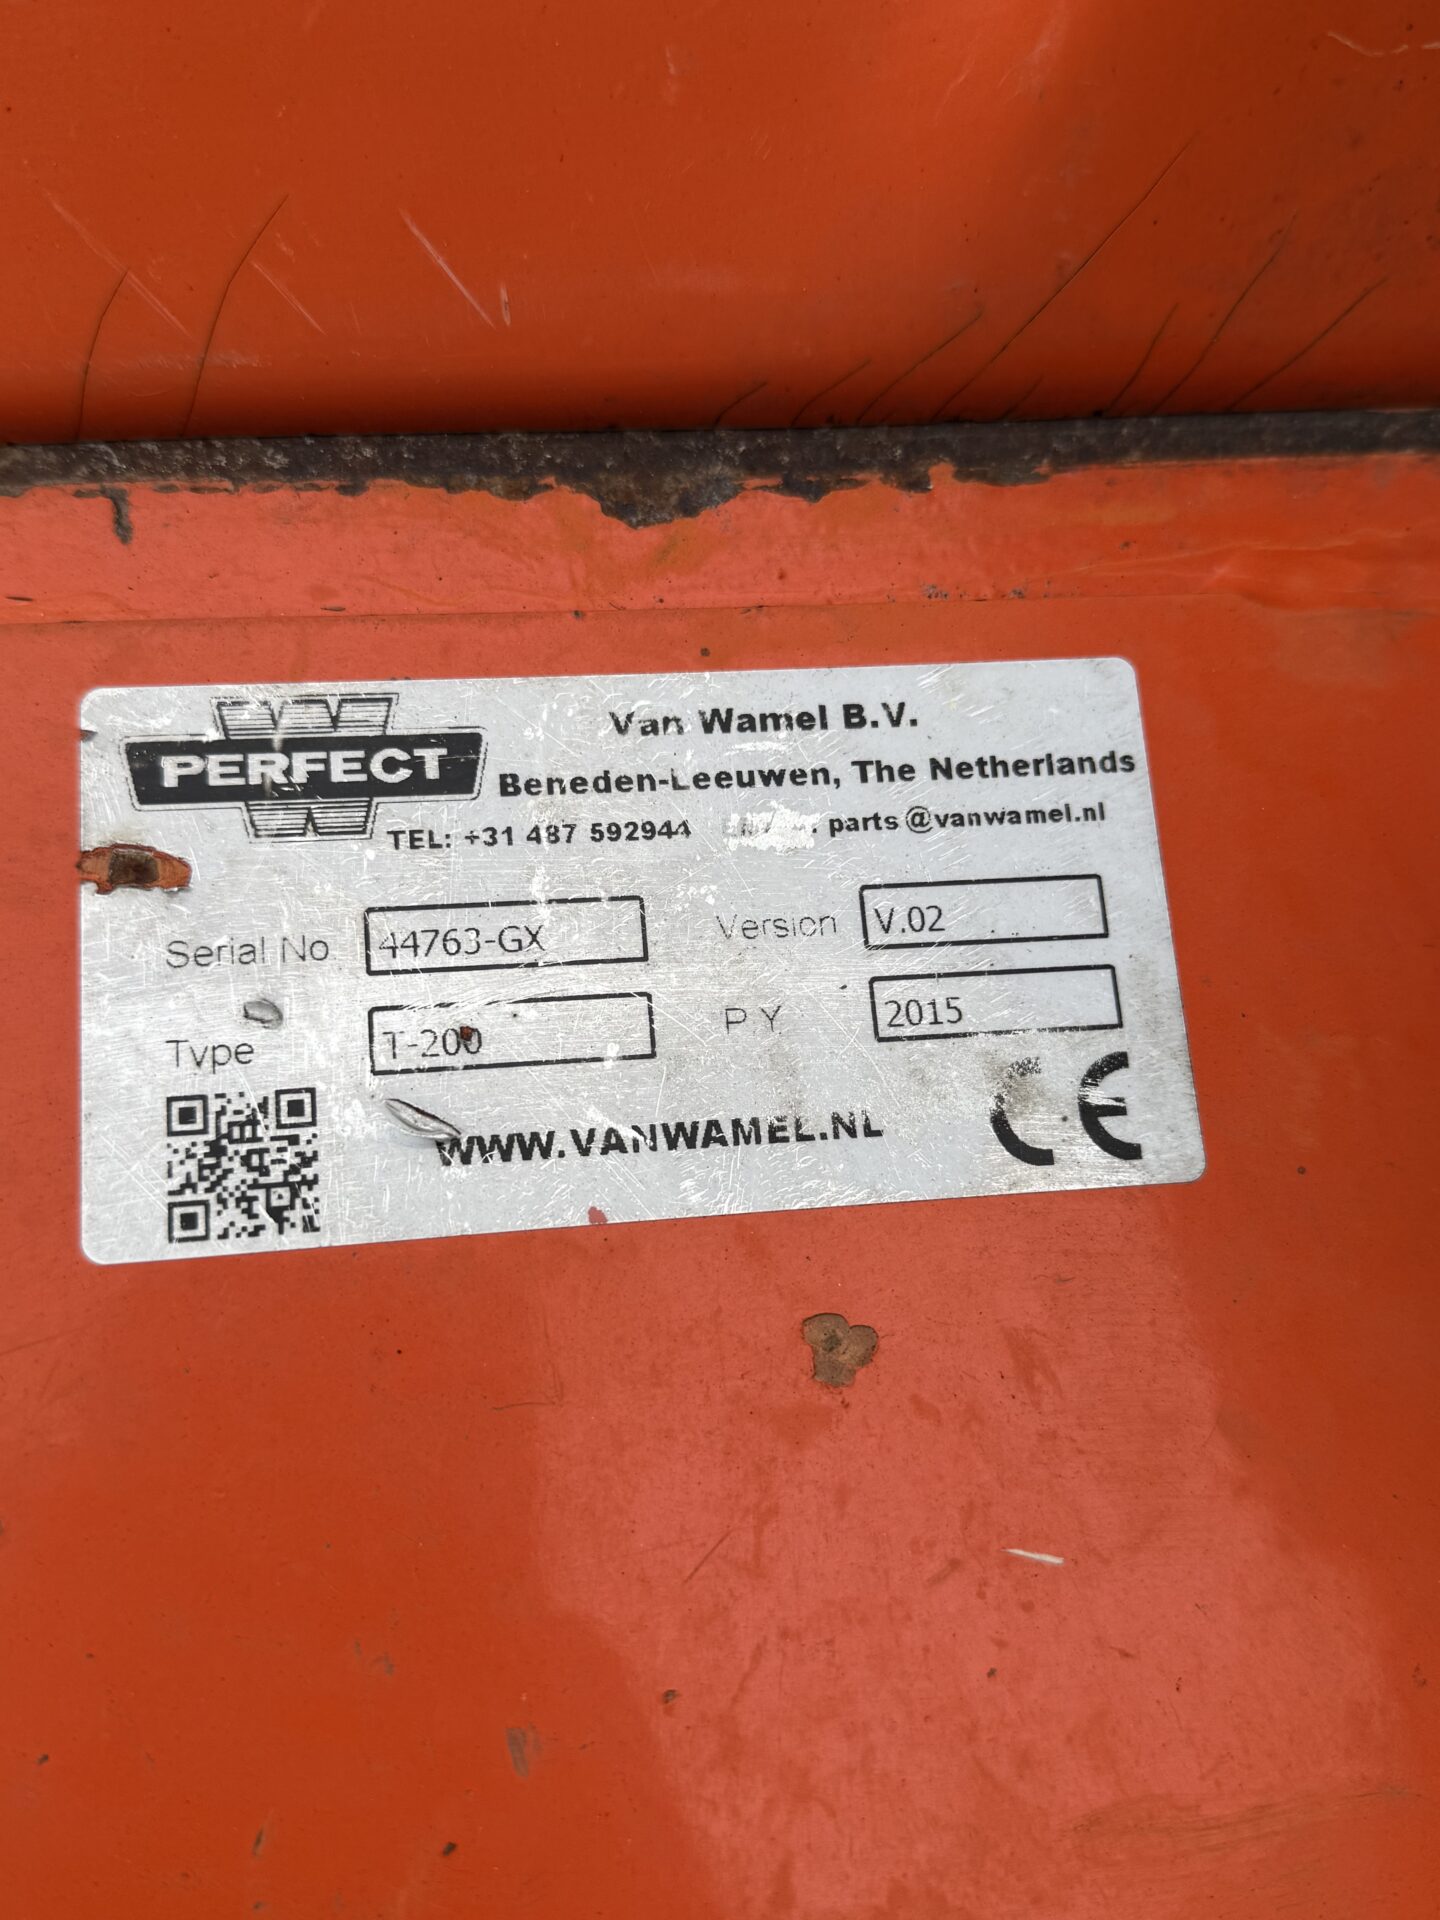 PERFECT
Van Wamel B.V.
Beneden-Leeuwen, The Netherlands
TEL: +31 487 592944 parts@vanwamel.nl
Serial No 44763-GX Version V.02
Type T-200 PY 2015
WWW.VANWAMEL.NL
CE